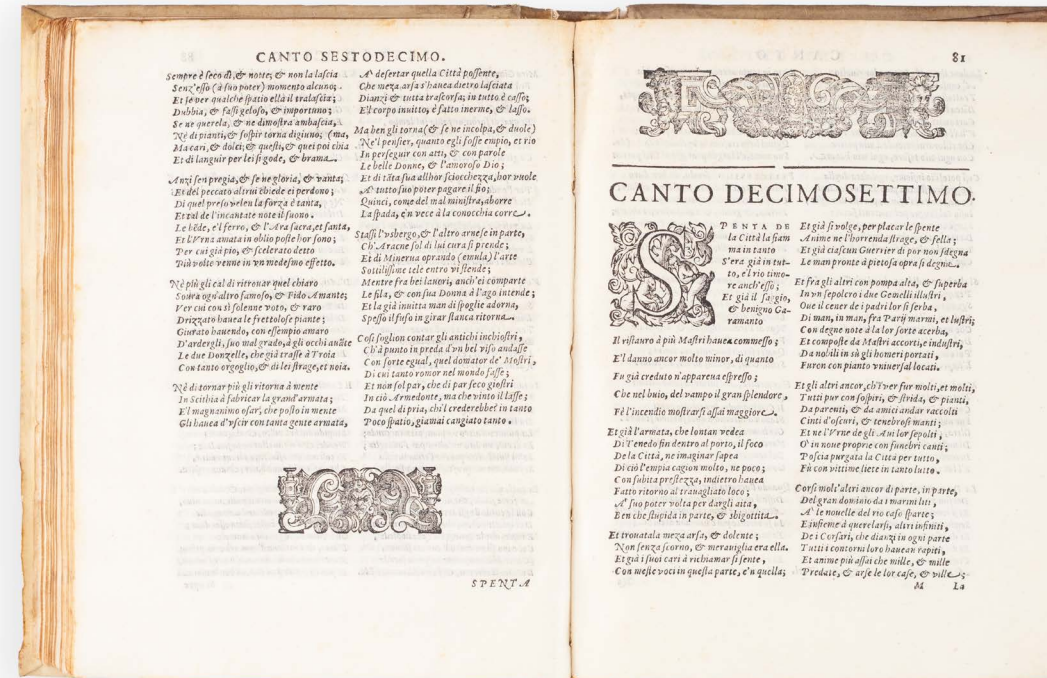 CANTO SESTODECIMO.
Sempre è seco dì, & notte, & non la lascia
Senz'esso (à suo poter) momento alcuno;
Et se per qualche spatio ella il tralascia;
Dubbia, & fassi geloso, & importuno;
Se ne querela, & ne dimostra ambascia,
Nè di pianti, & sospir torna digiuno; (ma,
Ma cari, & dolci; & questi, & quei poi chia
Et di languir per lei si gode, & brama.
Anzi sen pregia, & se ne gloria, & vanta;
Et del peccato altrui chiede ei perdono;
Di quel preso velen la forza è tanta,
Et tal de l'incantate note il suono.
Le bēde, e'l ferro, & l'Ara sacra, et santa,
Et l'Vrna amata in oblio poste hor sono;
Per cui già pio, & scelerato detto
Più volte venne in vn medesmo effetto.
Nè più gli cal di ritrouar quel chiaro
Soura ogn'altro famoso, & Fido Amante;
Ver cui con sì solenne voto, & raro
Drizzato hauea le frettolose piante;
Giurato hauendo, con essempio amaro
D'ardergli, suo mal grado, à gli occhi auāte
Le due Donzelle, che già trasse à Troia
Con tanto orgoglio, & di lei strage, et noia.
Nè di tornar più gli ritorna à mente
In Scithia à fabricar la grand'armata;
E'l magnanimo osar, che posto in mente
Gli hauea d'vscir con tanta gente armata,
A' desertar quella Città possente,
Che meza arsa s'hauea dietro lasciata
Dianzi & tutta trascorsa; in tutto è casso;
E'l corpo inuitto, è fatto inerme, & lasso.
Ma ben gli torna (& se ne incolpa, & duole)
Ne'l pensier, quanto egli fosse empio, et rio
In perseguir con atti, & con parole
Le belle Donne, & l'amoroso Dio;
Et di tāta sua allhor sciocchezza, hor vuole
A' tutto suo poter pagare il fio;
Quinci, come del mal ministra, aborre
La spada, e'n vece à la conocchia corre.
Stassi l'vsbergo, & l'altro arnese in parte,
Ch'Aracne sol di lui cura si prende;
Et di Minerua oprando (emula) l'arte
Sottilissime tele entro vi stende;
Mentre fra bei lauori, anch'ei comparte
Le fila, & con sua Donna à l'ago intende;
Et la già inuitta man di spoglie adorna,
Spesso il fuso in girar stanca ritorna.
Così soglion contar gli antichi inchiostri,
Ch'à punto in preda d'vn bel viso andasse
Con sorte egual, quel domator de' Mostri,
Di cui tanto romor nel mondo fasse;
Et non sol par, che di par seco giostri
In ciò Armedonte, ma che vinto il lasse;
Da quel di pria, chi'l crederebbe? in tanto
Poco spatio, giamai cangiato tanto.
SPENTA
81
CANTO DECIMOSETTIMO.
SPENTA DE
la Città la fiam
ma in tanto
S'era già in tut-
to, e'l rio timo-
re anch'esso;
Et già il saggio,
& benigno Ga-
ramanto
Il ristauro à più Mastri hauea commesso;
E'l danno ancor molto minor, di quanto
Fu già creduto n'appareua espresso;
Che nel buio, del vampo il gran splendore,
Fè l'incendio mostrarsi assai maggiore.
Et già l'armata, che lontan vedea
Di Tenedo fin dentro al porto, il foco
De la Città, ne imaginar sapea
Di ciò l'empia cagion molto, ne poco;
Con subita prestezza, indietro hauea
Fatto ritorno al trauagliato loco;
A' suo poter volta per dargli aita,
Ben che stupida in parte, & sbigottita.
Et trouatala meza arsa, & dolente;
Non senza scorno, & merauiglia era ella.
Et già i suoi cari à richiamar si sente,
Con meste voci in questa parte, e'n quella;
Et già si volge, per placar le spente
Anime ne l'horrenda strage, & fella;
Et già ciascun Guerrier di por non sdegna
Le man pronte à pietosa opra sì degna.
Et fra gli altri con pompa alta, & superba
In vn sepolcro i due Gemelli illustri,
Oue il cener de i padri lor si serba,
Di man, in man, fra Parij marmi, et lustri;
Con degne note à la lor sorte acerba,
Et composte da Mastri accorti, e industri,
Da nobili in sù gli homeri portati,
Furon con pianto vniuersal locati.
Et gli altri ancor, ch'iver fur molti, et molti,
Tutti pur con sospiri, & strida, & pianti,
Da parenti, & da amici andar raccolti
Cinti d'oscuri, & tenebrosi manti;
Et ne l'Vrne de gli Aui lor sepolti,
O' in noue proprie con funebri canti;
Poscia purgata la Città per tutto,
Fù con vittime liete in tanto lutto.
Corsi molt'altri ancor di parte, in parte,
Del gran dominio da i marini liti,
A' le nouelle del rio caso sparte;
E insieme à querelarsi, altri infiniti,
De i Corsari, che dianzi in ogni parte
Tutti i contorni loro hauean rapiti,
Et anime più assai che mille, & mille
Predate, & arse le lor case, & ville;
M La